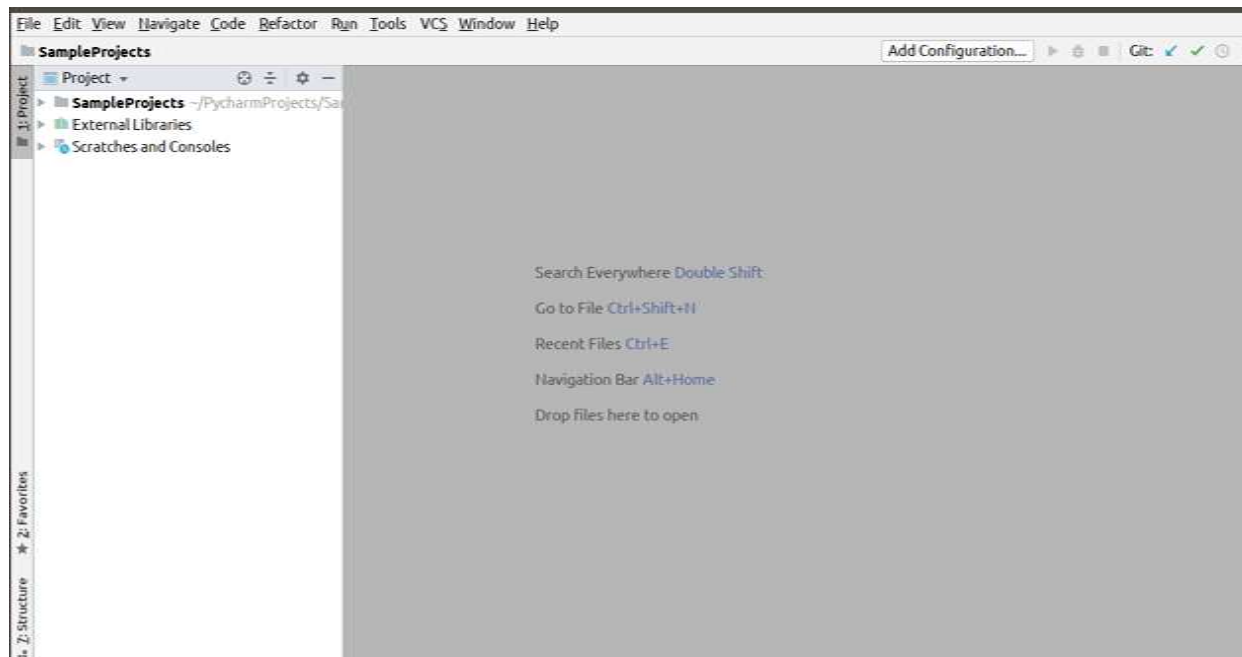 File Edit View Navigate Code Refactor Run Tools VCS Window Help
SampleProjects
Add Configuration...
Git:
1: Project
Project
SampleProjects ~/PycharmProjects/Sa
External Libraries
Scratches and Consoles
Search Everywhere Double Shift
Go to File Ctrl+Shift+N
Recent Files Ctrl+E
Navigation Bar Alt+Home
Drop files here to open
2: Favorites
Z: Structure